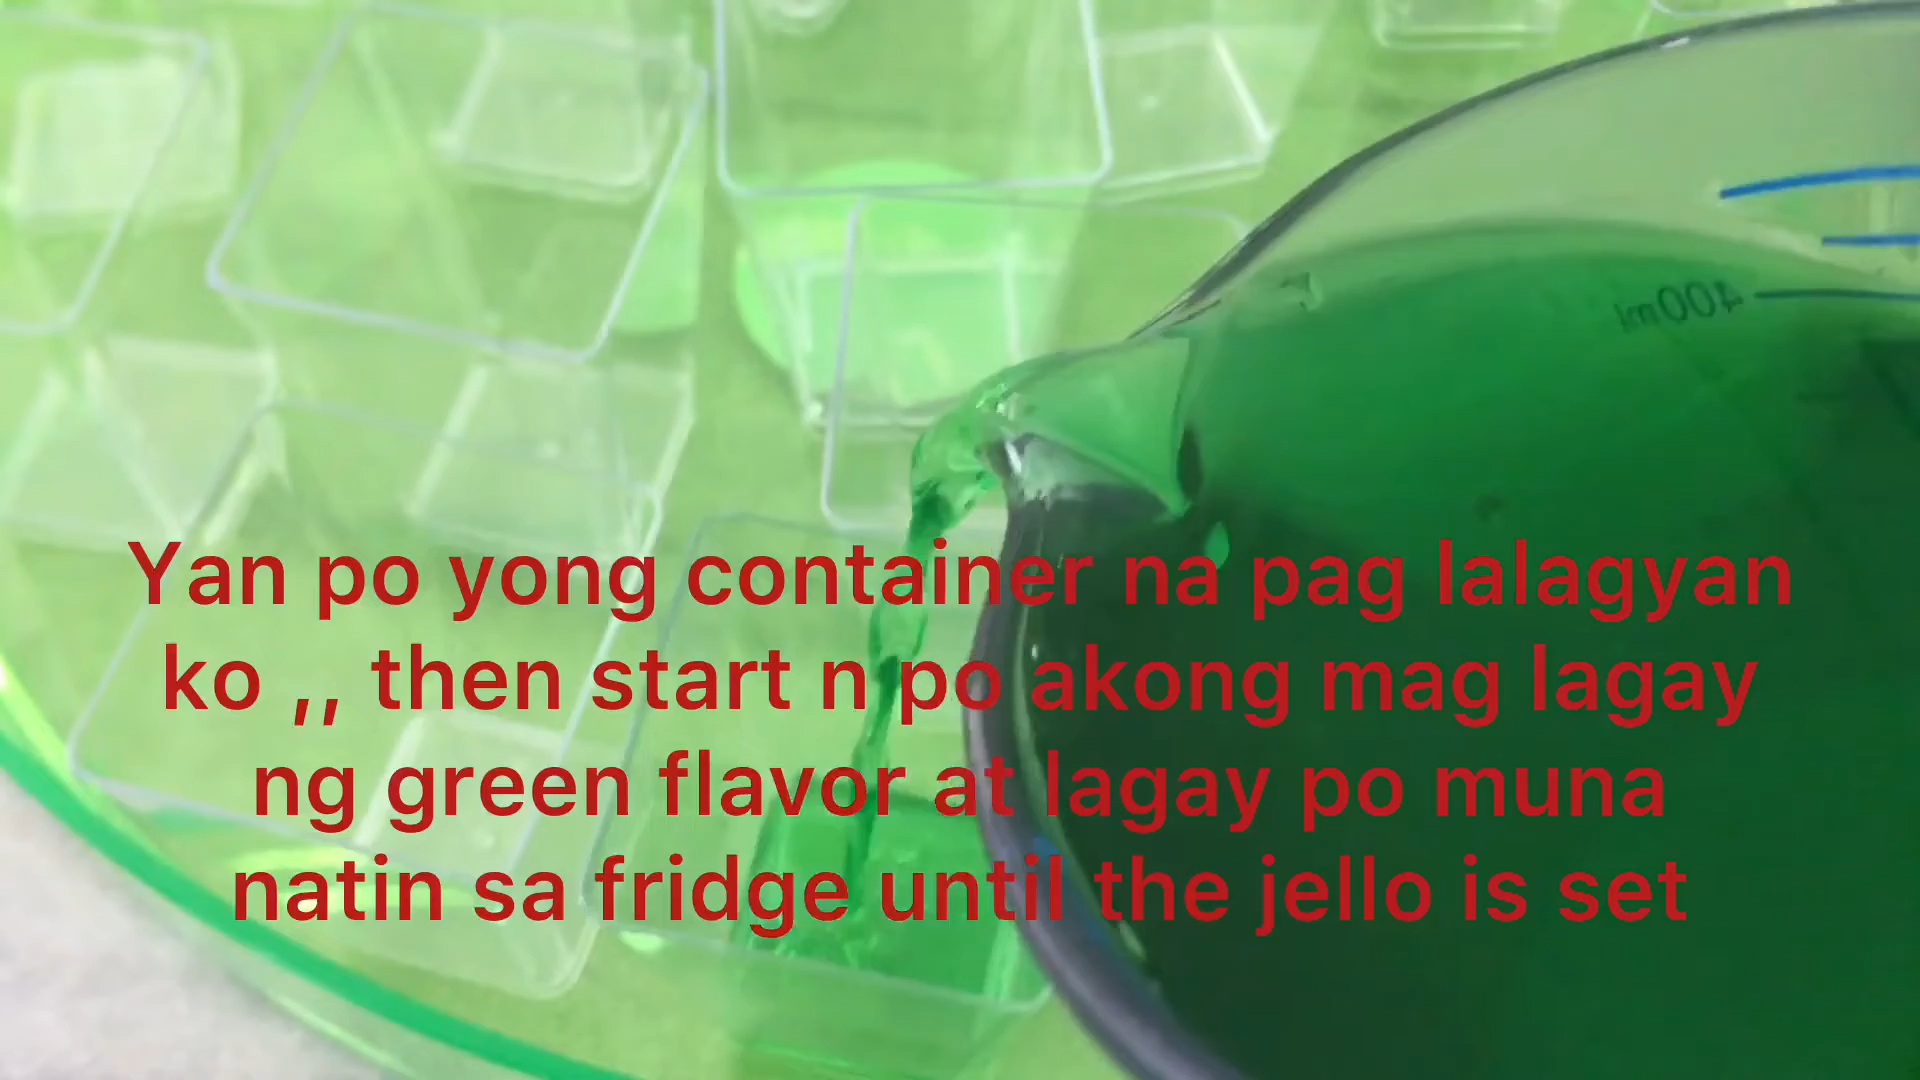 400ml
Yan po yong container na pag lalagyan
ko ,, then start n po akong mag lagay
ng green flavor at lagay po muna
natin sa fridge until the jello is set